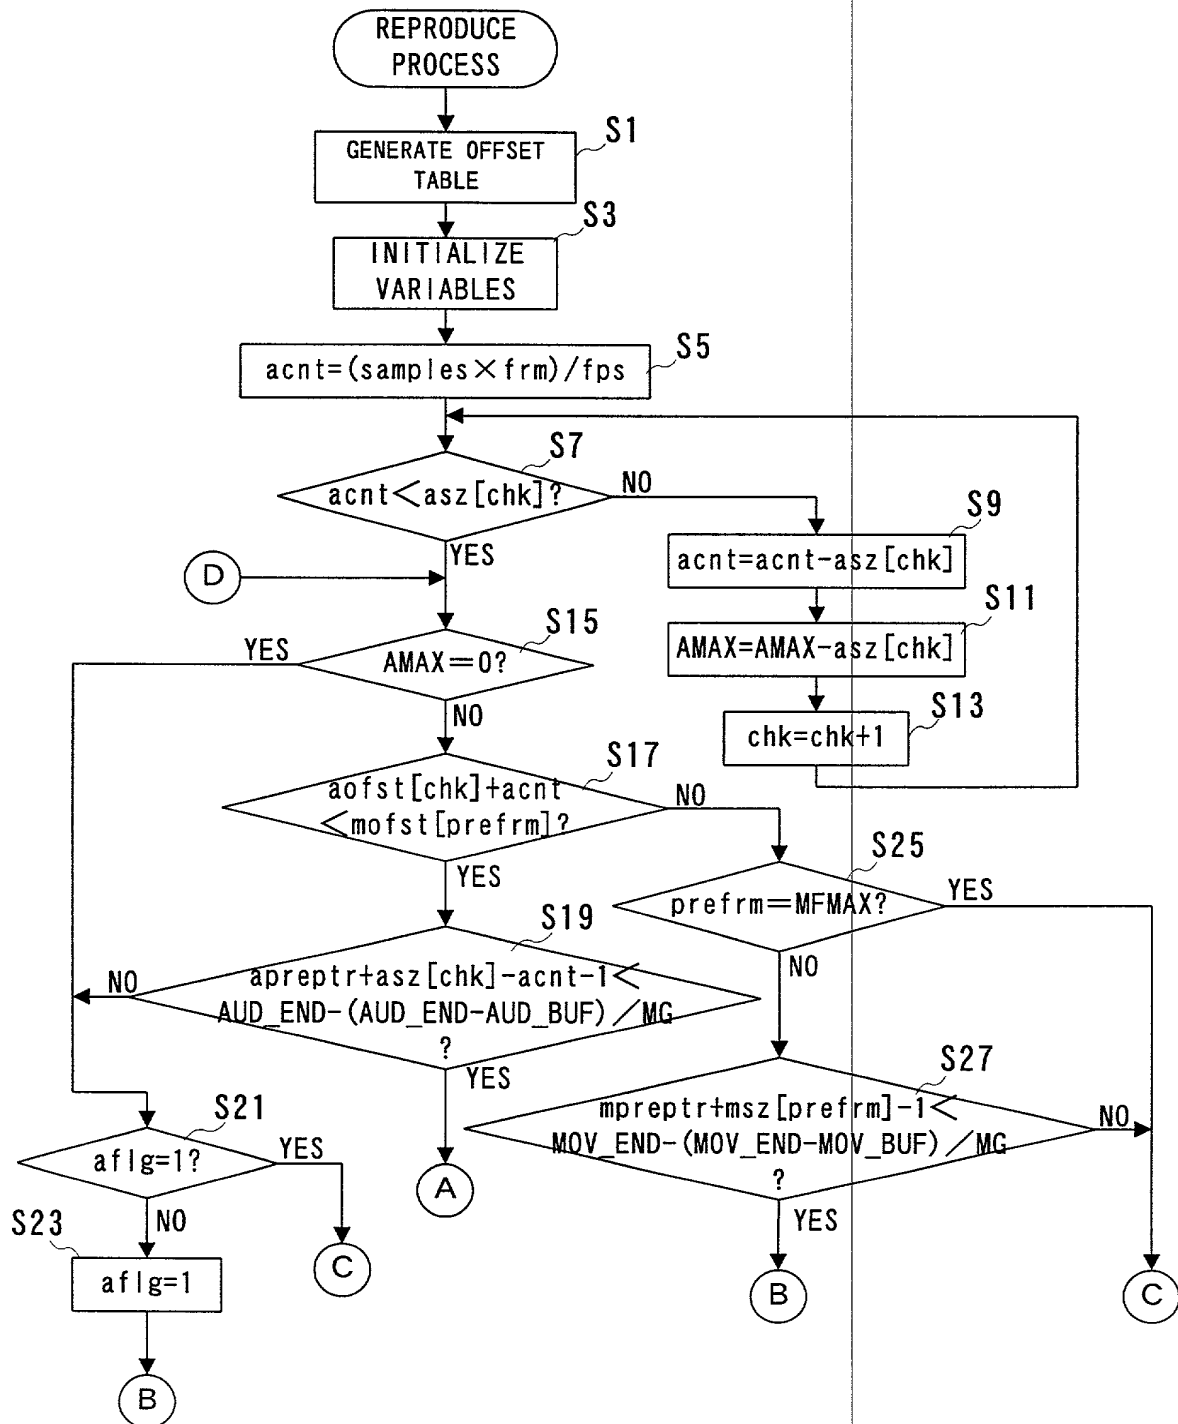 REPRODUCE
PROCESS
S1
GENERATE OFFSET
TABLE
S3
INITIALIZE
VARIABLES
S5
acnt=(samples×frm)/fps
S7
acnt<asz[chk]?
NO
YES
S9
acnt=acnt-asz[chk]
D
S11
AMAX=AMAX-asz[chk]
S13
chk=chk+1
S15
YES
AMAX=0?
NO
S17
aofst[chk]+acnt
<mofst[prefrm]?
NO
YES
S25
prefrm=MFMAX?
YES
NO
S19
NO
apreptr+asz[chk]-acnt-1<
AUD_END-(AUD_END-AUD_BUF)/MG
?
YES
S27
mpreptr+msz[prefrm]-1<
MOV_END-(MOV_END-MOV_BUF)/MG
?
NO
YES
S21
aflg=1?
YES
NO
A
S23
aflg=1
C
B
C
B